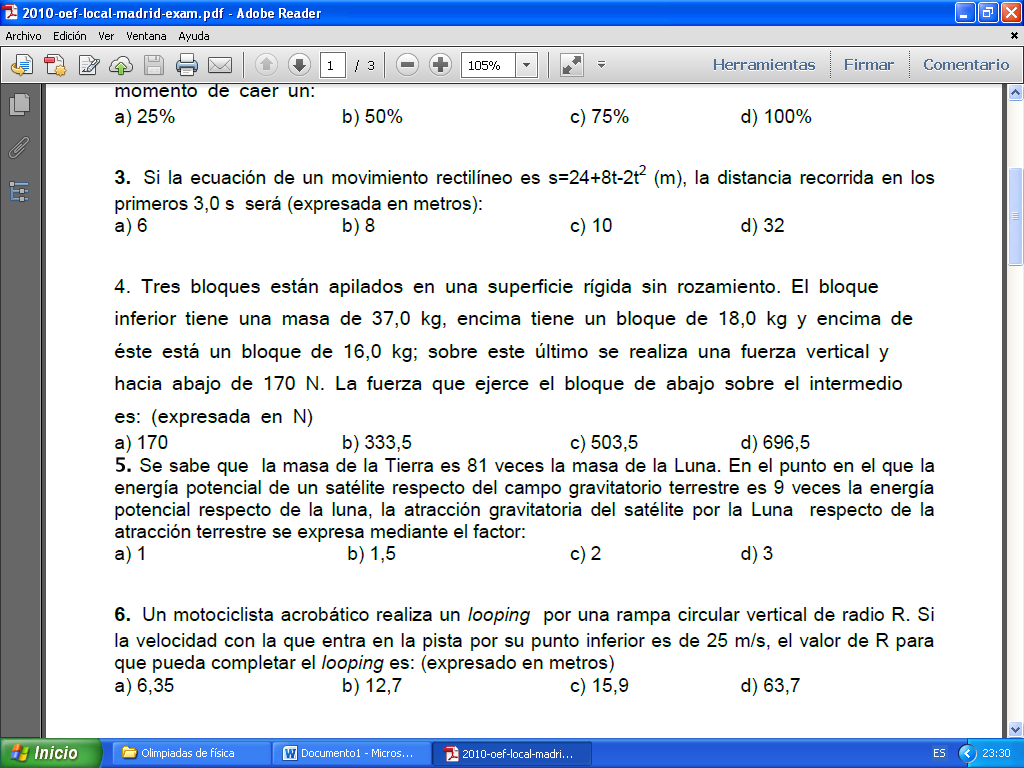 2010-oef-local-madrid-exam.pdf - Adobe Reader
Archivo Edición Ver Ventana Ayuda
1 / 3 105% Herramientas Firmar Comentario
momento de caer un:
a) 25% b) 50% c) 75% d) 100%
3. Si la ecuación de un movimiento rectilíneo es s=24+8t-2t² (m), la distancia recorrida en los
primeros 3,0 s será (expresada en metros):
a) 6 b) 8 c) 10 d) 32
4. Tres bloques están apilados en una superficie rígida sin rozamiento. El bloque
inferior tiene una masa de 37,0 kg, encima tiene un bloque de 18,0 kg y encima de
éste está un bloque de 16,0 kg; sobre este último se realiza una fuerza vertical y
hacia abajo de 170 N. La fuerza que ejerce el bloque de abajo sobre el intermedio
es: (expresada en N)
a) 170 b) 333,5 c) 503,5 d) 696,5
5. Se sabe que la masa de la Tierra es 81 veces la masa de la Luna. En el punto en el que la
energía potencial de un satélite respecto del campo gravitatorio terrestre es 9 veces la energía
potencial respecto de la luna, la atracción gravitatoria del satélite por la Luna respecto de la
atracción terrestre se expresa mediante el factor:
a) 1 b) 1,5 c) 2 d) 3
6. Un motociclista acrobático realiza un looping por una rampa circular vertical de radio R. Si
la velocidad con la que entra en la pista por su punto inferior es de 25 m/s, el valor de R para
que pueda completar el looping es: (expresado en metros)
a) 6,35 b) 12,7 c) 15,9 d) 63,7
Inicio Olimpiadas de física Documento1 - Micros... 2010-oef-local-madri... ES 23:30